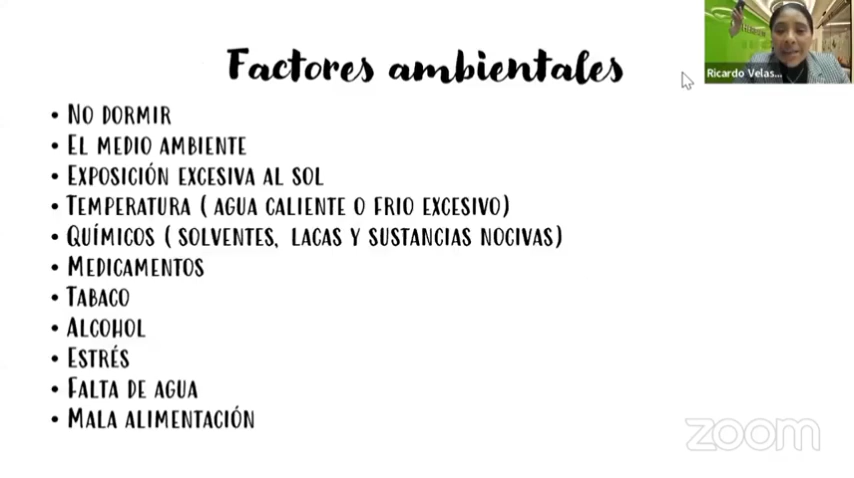 Factores ambientales
Ricardo Velas...
• No dormir
• El medio ambiente
• Exposición excesiva al sol
• Temperatura ( agua caliente o frio excesivo)
• Químicos ( solventes, lacas y sustancias nocivas)
• Medicamentos
• Tabaco
• Alcohol
• Estrés
• Falta de agua
• Mala alimentación
zoom